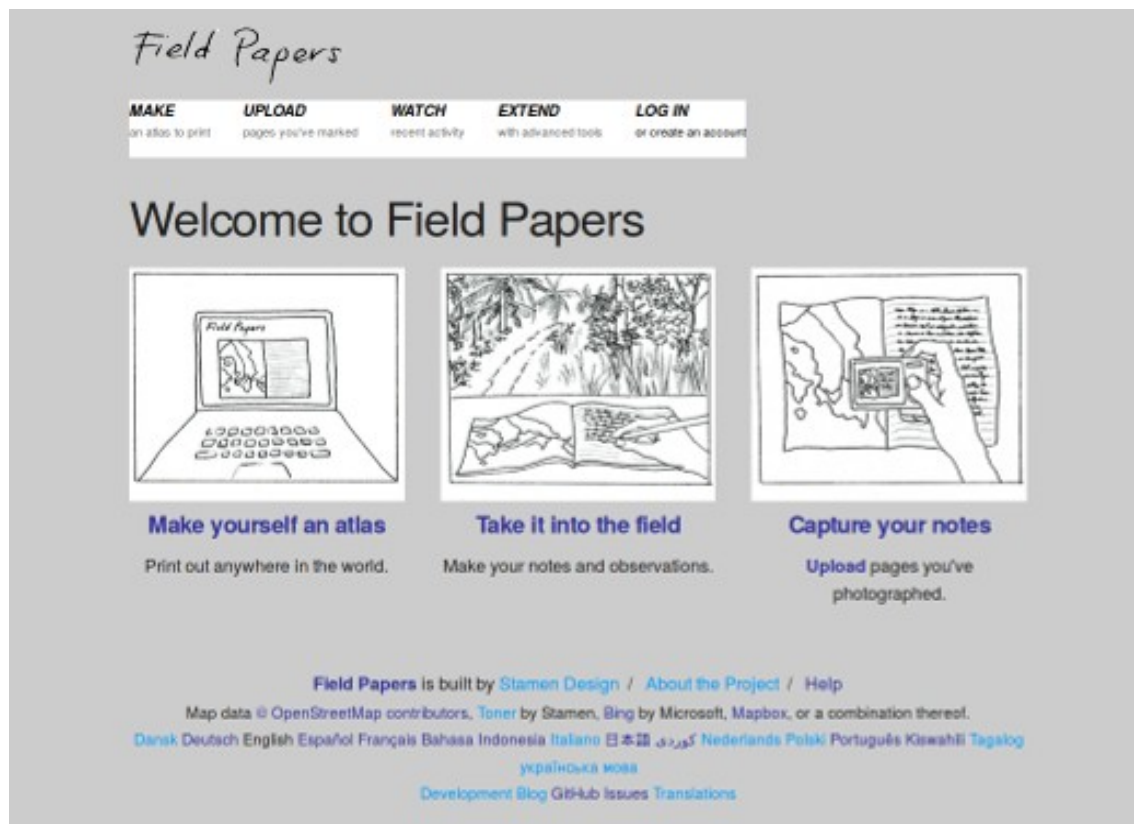 Field Papers
MAKE UPLOAD WATCH EXTEND LOG IN
an atlas to print pages you've marked recent activity with advanced tools or create an account
Welcome to Field Papers
Field Papers
Make yourself an atlas Take it into the field Capture your notes
Print out anywhere in the world. Make your notes and observations. Upload pages you've
photographed.
Field Papers is built by Stamen Design / About the Project / Help
Map data © OpenStreetMap contributors, Toner by Stamen, Bing by Microsoft, Mapbox, or a combination thereof.
Dansk Deutsch English Español Français Bahasa Indonesia Italiano 日本語 کوردی Nederlands Polski Português Kiswahili Tagalog
українська мова
Development Blog GitHub Issues Translations